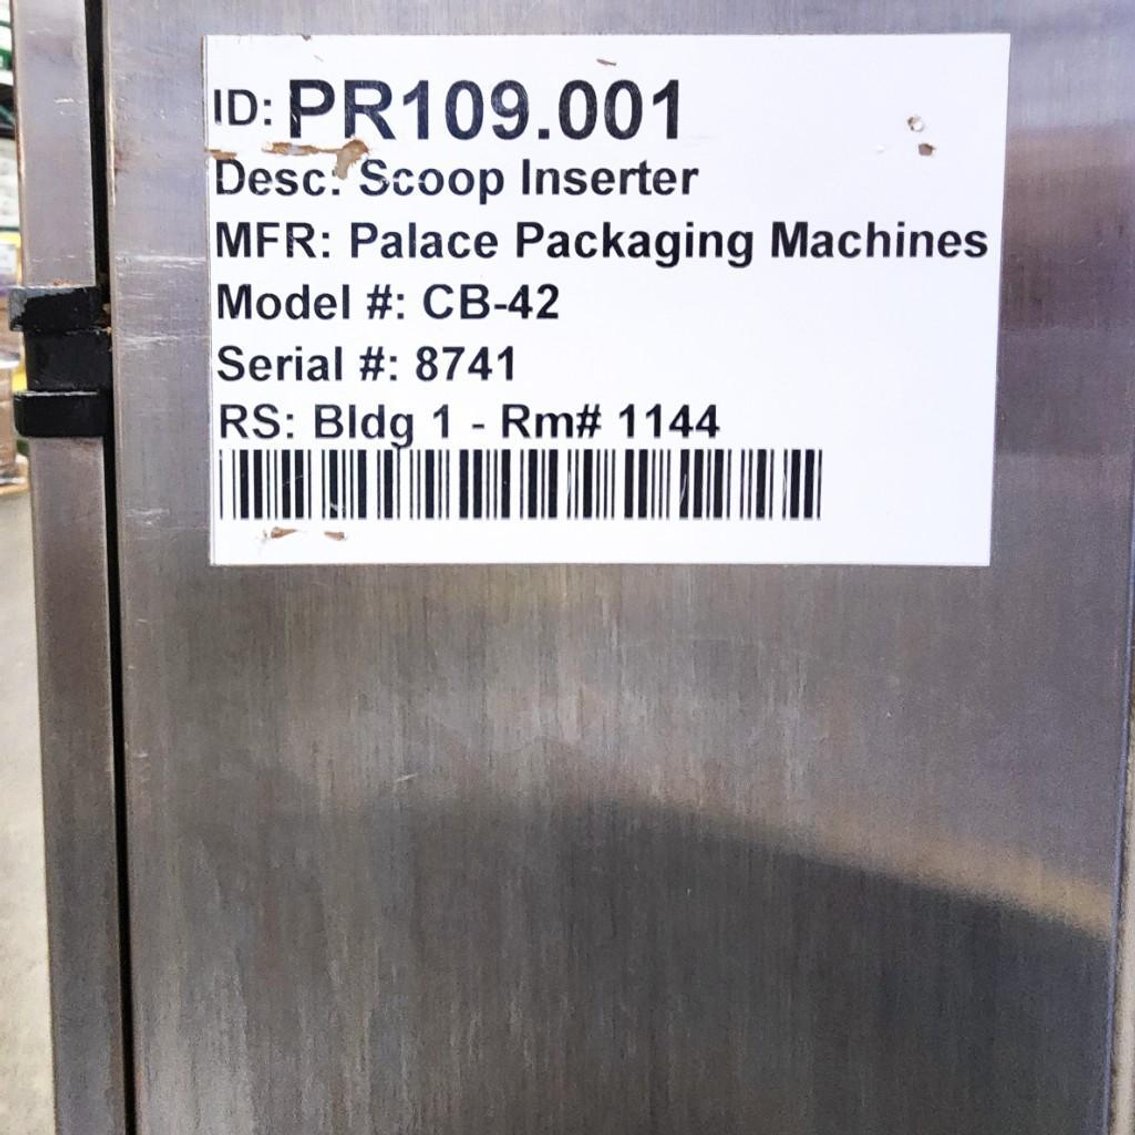 ID: PR109.001
Desc: Scoop Inserter
MFR: Palace Packaging Machines
Model #: CB-42
Serial #: 8741
RS: Bldg 1 - Rm# 1144